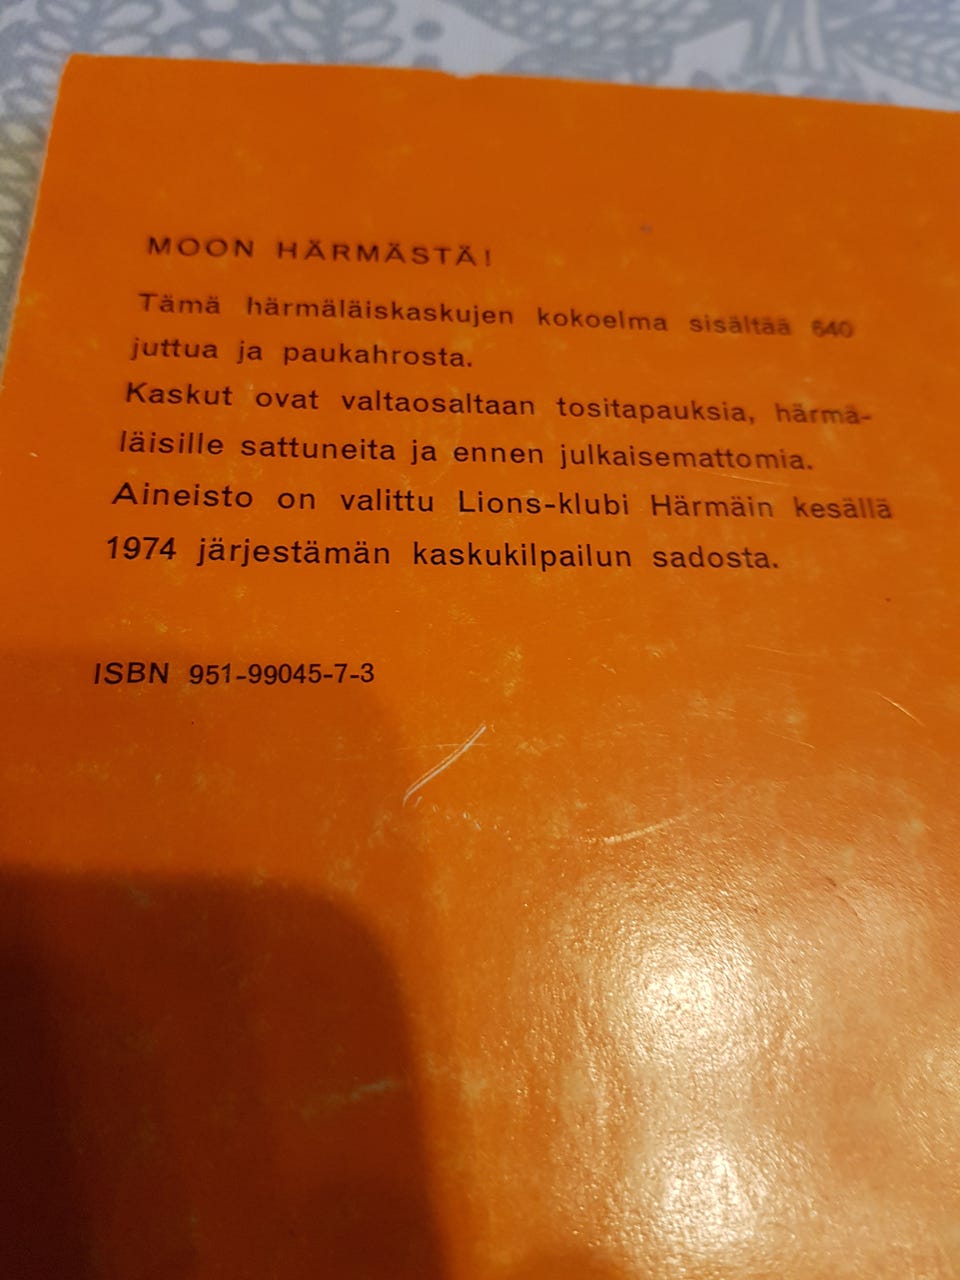 MOON HÄRMÄSTÄ!
Tämä härmäläiskaskujen kokoelma sisältää 640
juttua ja paukahrosta.
Kaskut ovat valtaosaltaan tositapauksia, härmä-
läisille sattuneita ja ennen julkaisemattomia.
Aineisto on valittu Lions-klubi Härmäin kesällä
1974 järjestämän kaskukilpailun sadosta.
ISBN 951-99045-7-3